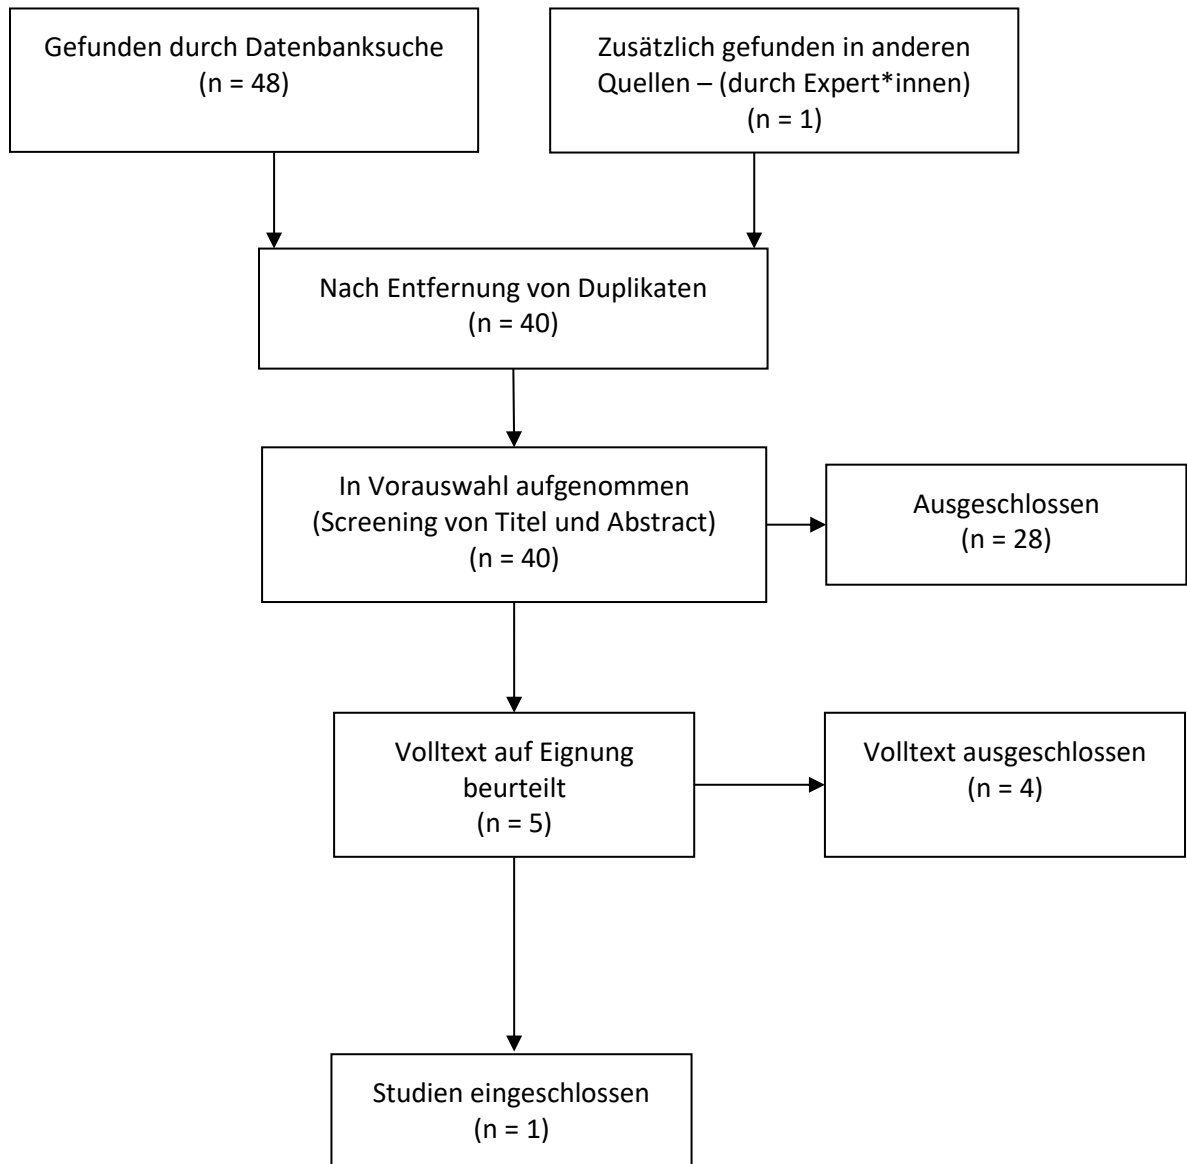 Gefunden durch Datenbanksuche
(n = 48)
Zusätzlich gefunden in anderen
Quellen – (durch Expert*innen)
(n = 1)
Nach Entfernung von Duplikaten
(n = 40)
In Vorauswahl aufgenommen
(Screening von Titel und Abstract)
(n = 40)
Ausgeschlossen
(n = 28)
Volltext auf Eignung
beurteilt
(n = 5)
Volltext ausgeschlossen
(n = 4)
Studien eingeschlossen
(n = 1)